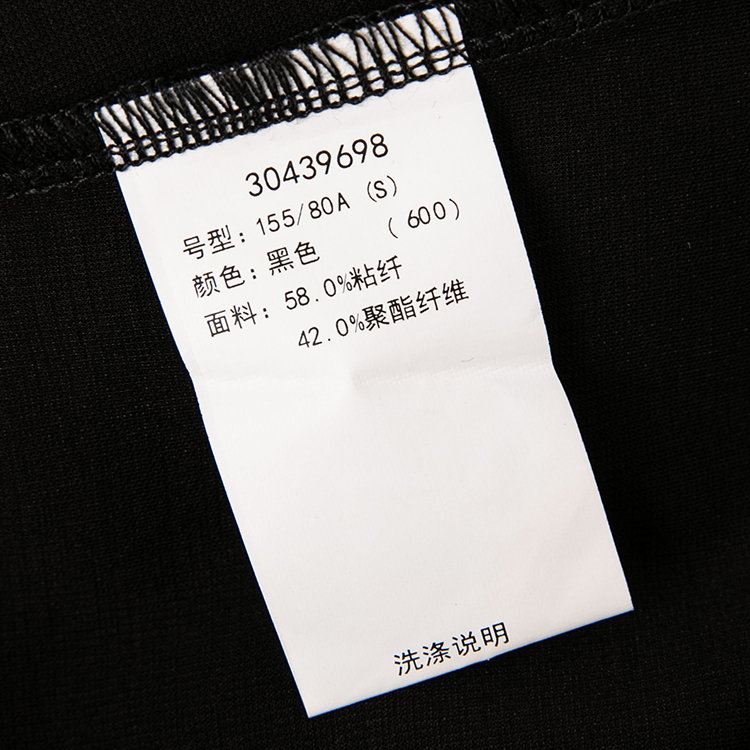 30439698
号型：155/80A (S)
颜色：黑色 (600)
面料：58.0%粘纤
42.0%聚酯纤维
洗涤说明